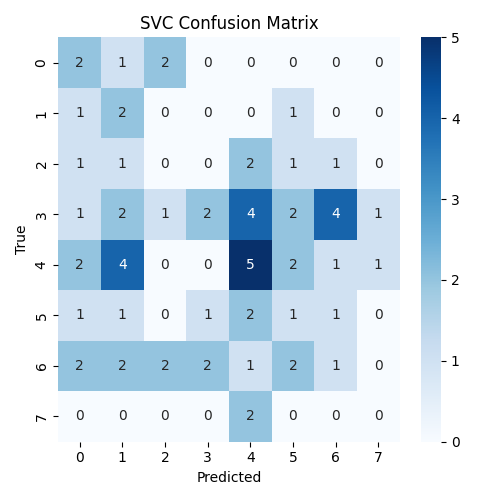 SVC Confusion Matrix
0 2 1 2 0 0 0 0 0
1 1 2 0 0 0 1 0 0
2 1 1 0 0 2 1 1 0
3 1 2 1 2 4 2 4 1
4 2 4 0 0 5 2 1 1
5 1 1 0 1 2 1 1 0
6 2 2 2 2 1 2 1 0
7 0 0 0 0 2 0 0 0
0 1 2 3 4 5 6 7
Predicted
True
5
4
3
2
1
0